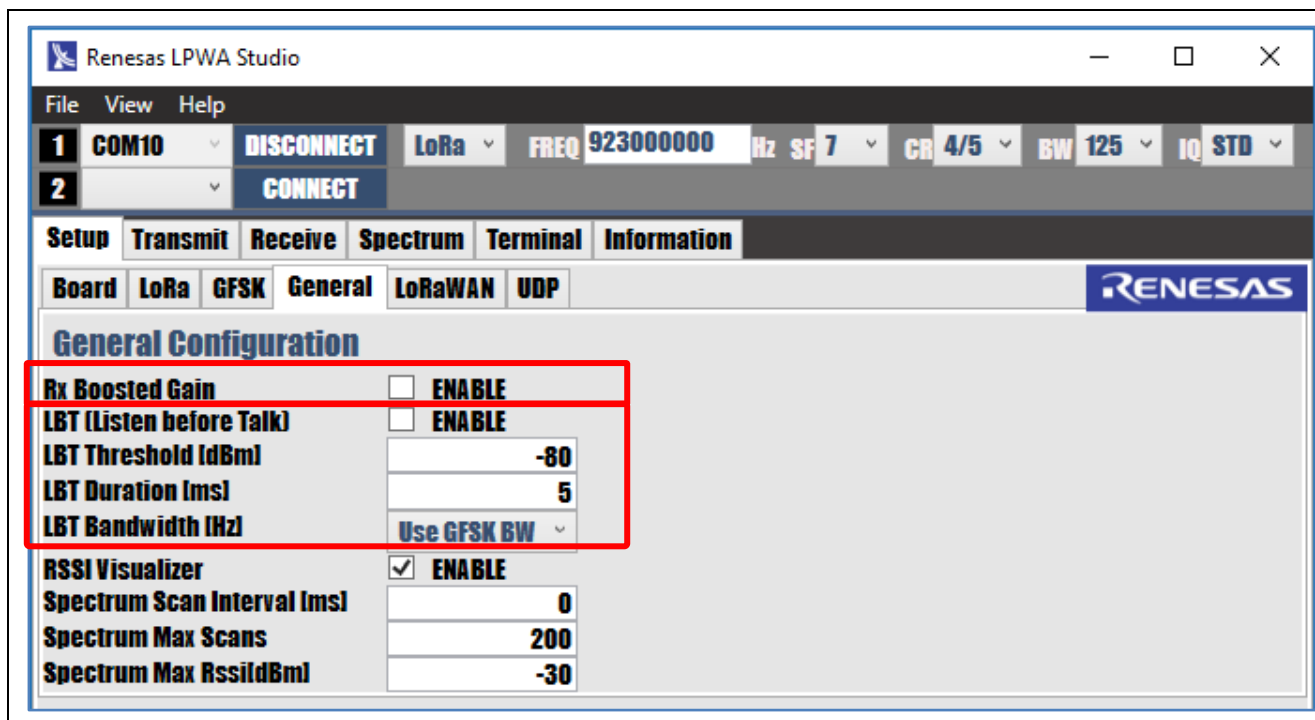 Renesas LPWA Studio
File View Help
1 COM10 DISCONNECT LoRa FREQ 923000000 Hz SF 7 CR 4/5 BW 125 IQ STD
2 CONNECT
Setup Transmit Receive Spectrum Terminal Information
Board LoRa GFSK General LoRaWAN UDP RENESAS
General Configuration
Rx Boosted Gain ENABLE
LBT (Listen before Talk) ENABLE
LBT Threshold [dBm] -80
LBT Duration [ms] 5
LBT Bandwidth [Hz] Use GFSK BW
RSSI Visualizer ENABLE
Spectrum Scan Interval [ms] 0
Spectrum Max Scans 200
Spectrum Max Rssi[dBm] -30